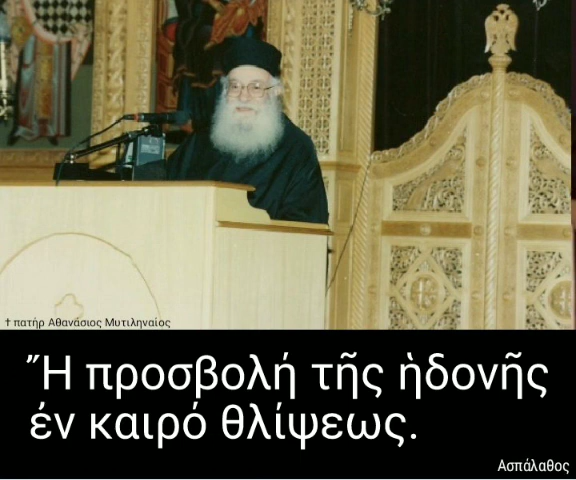 † πατήρ Αθανάσιος Μυτιληναίος
Ἤ προσβολή τῆς ἡδονῆς
έν καιρό θλίψεως.
Ασπάλαθος